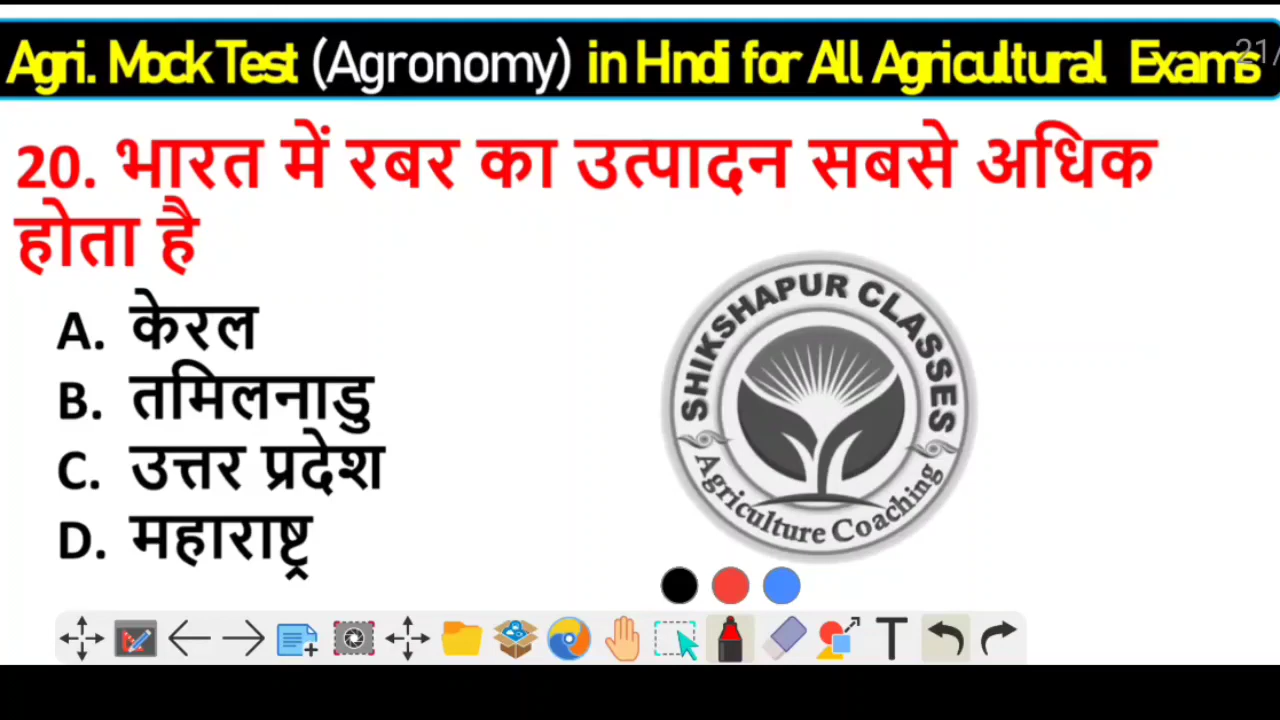 Agri. Mock Test (Agronomy) in Hndi for All Agricultural Exams
21/
20. भारत में रबर का उत्पादन सबसे अधिक
होता है
A. केरल
B. तमिलनाडु
C. उत्तर प्रदेश
D. महाराष्ट्र
SHIKSHAPUR CLASSES
Agriculture Coaching
T